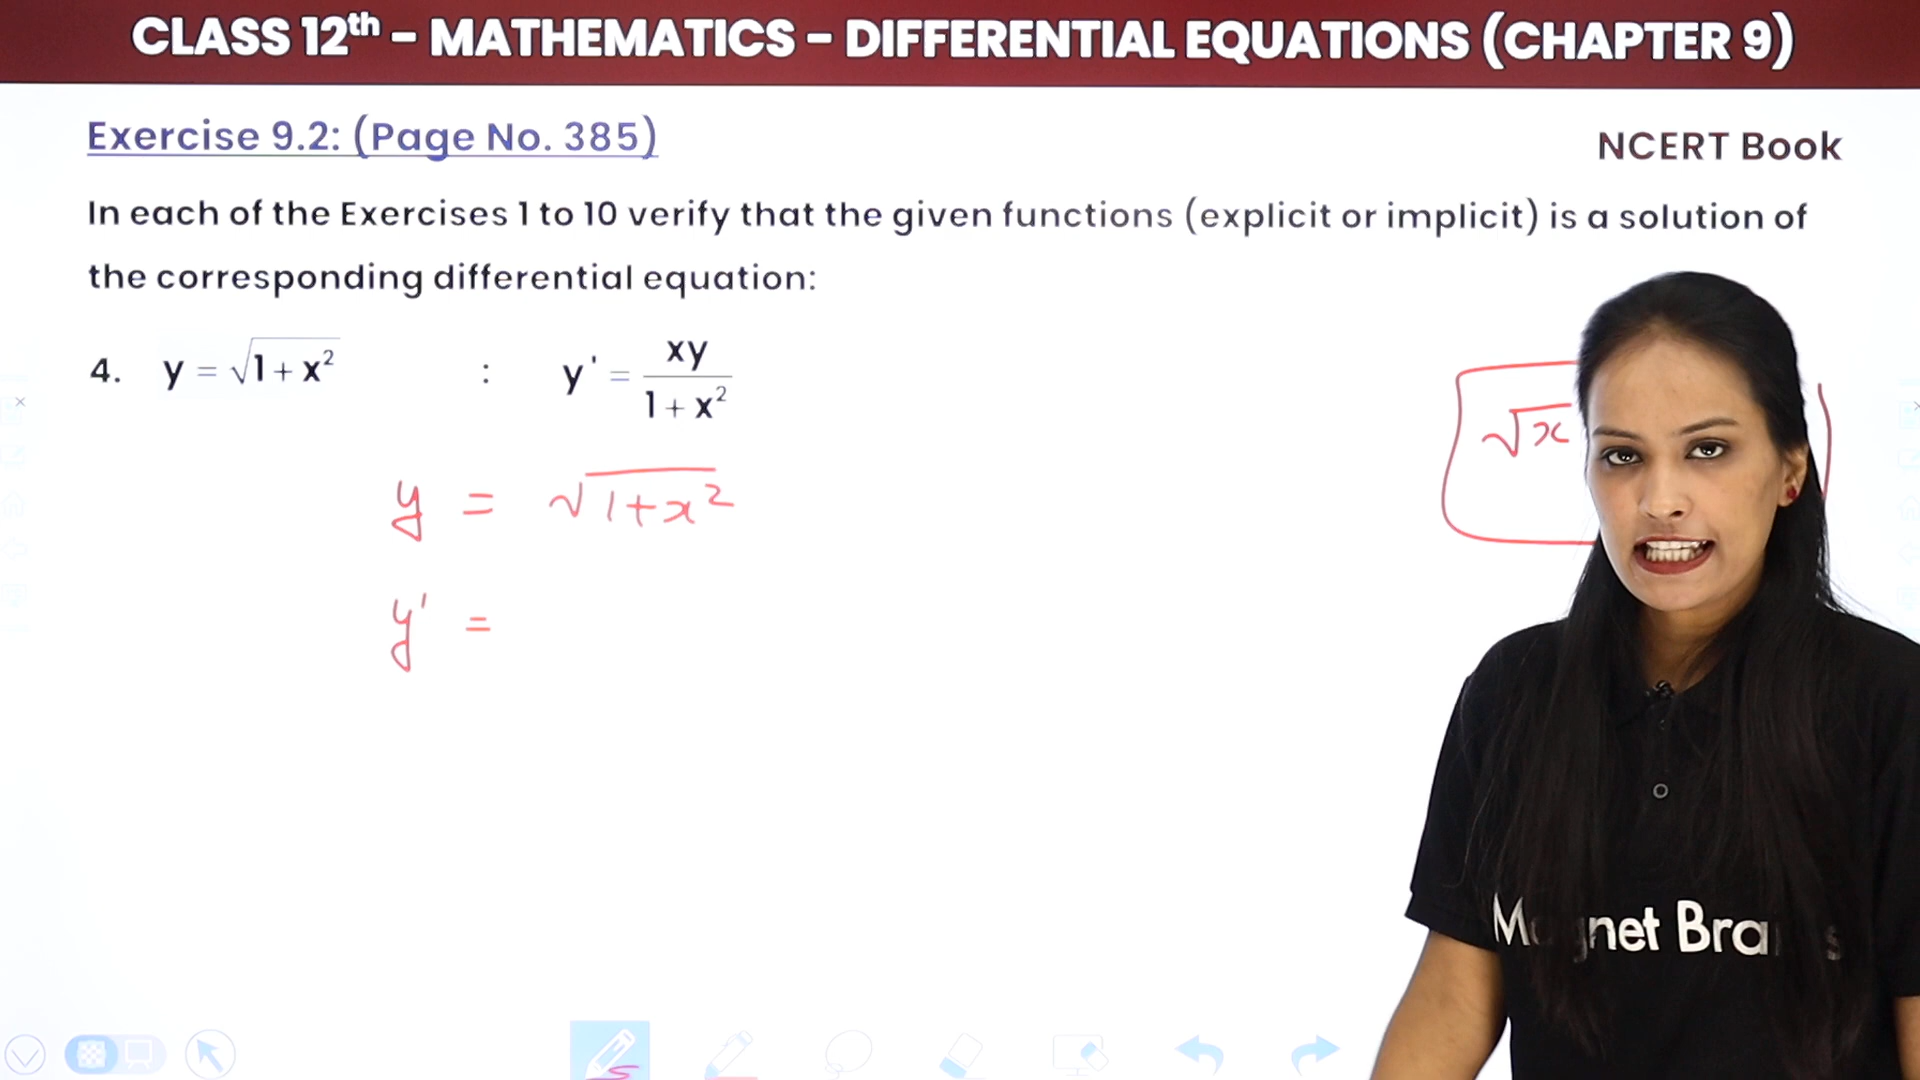 CLASS 12th – MATHEMATICS – DIFFERENTIAL EQUATIONS (CHAPTER 9)
Exercise 9.2: (Page No. 385)
NCERT Book
In each of the Exercises 1 to 10 verify that the given functions (explicit or implicit) is a solution of
the corresponding differential equation:
4. y = √(1 + x²) : y' = xy/(1 + x²)
√x
y = √(1+x²)
y' =
net Bra